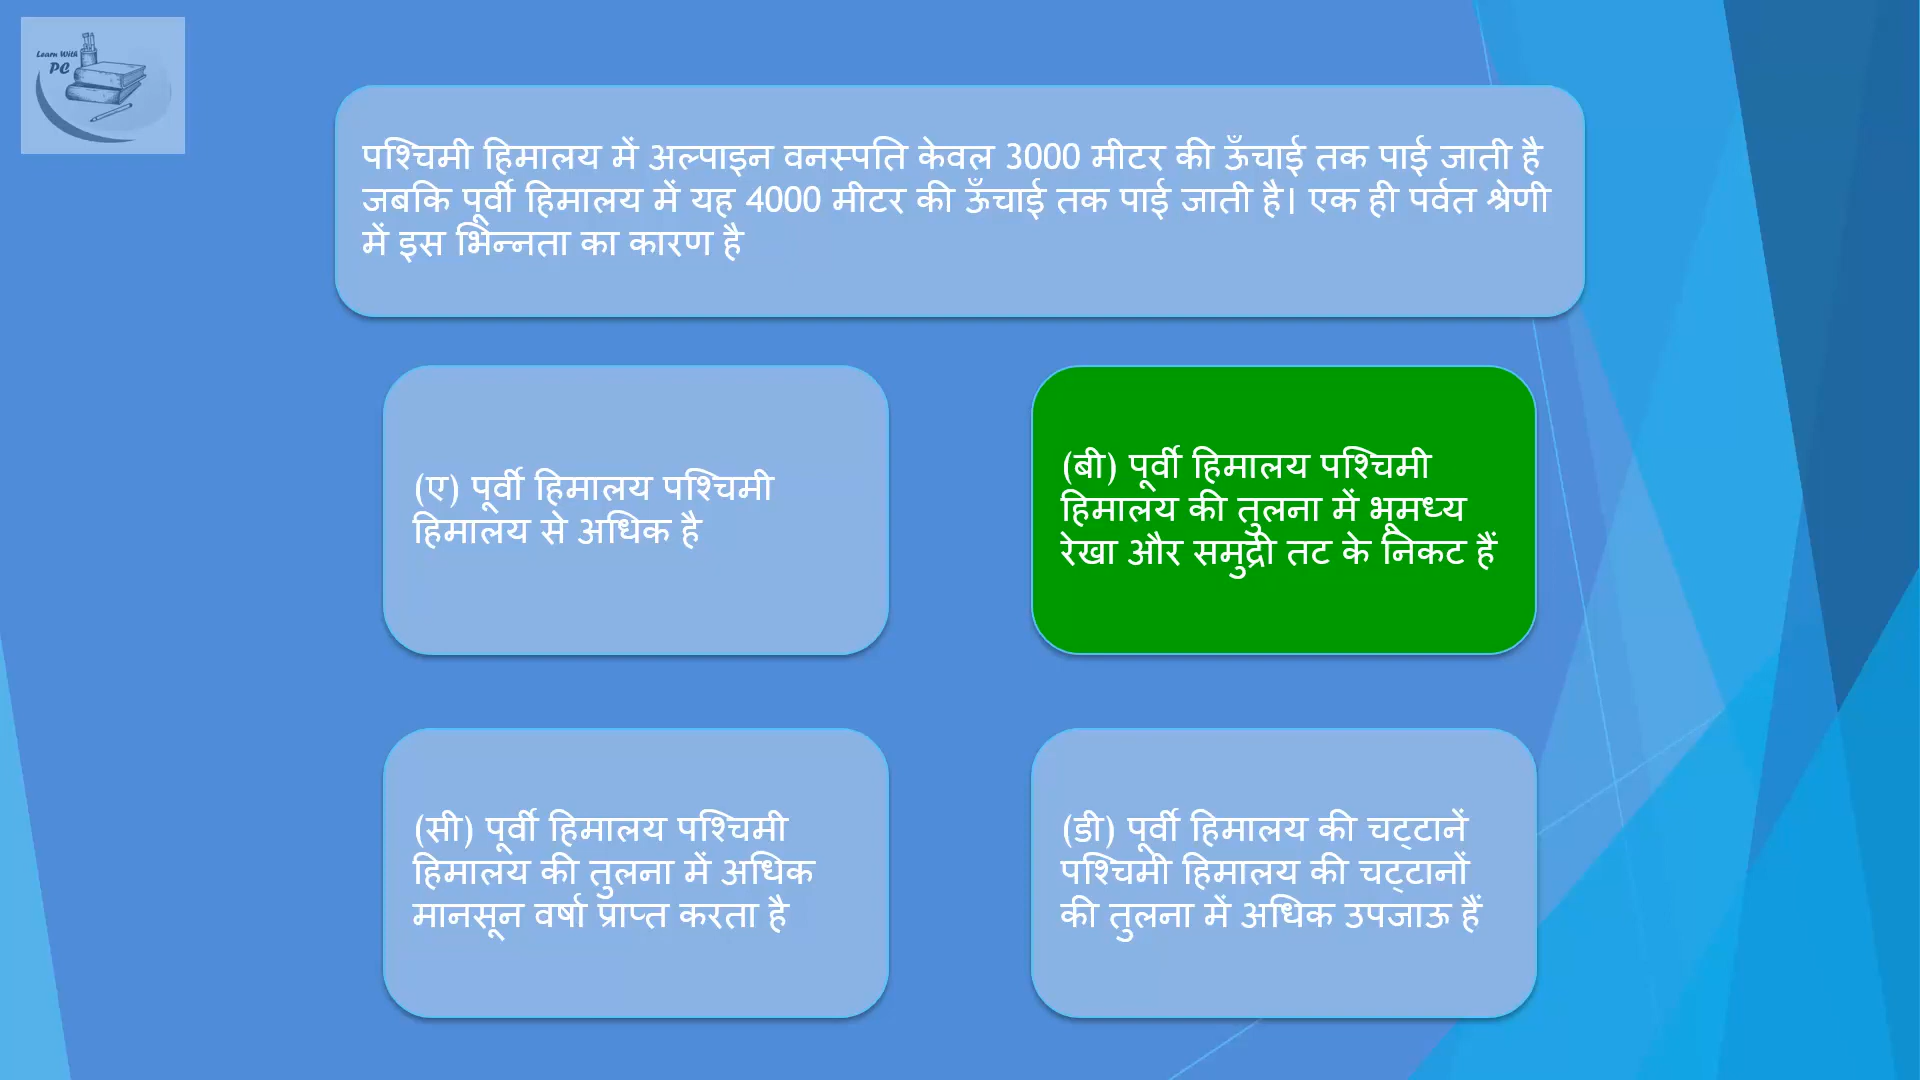 Learn With
PC
पश्चिमी हिमालय में अल्पाइन वनस्पति केवल 3000 मीटर की ऊँचाई तक पाई जाती है
जबकि पूर्वी हिमालय में यह 4000 मीटर की ऊँचाई तक पाई जाती है। एक ही पर्वत श्रेणी
में इस भिन्नता का कारण है
(ए) पूर्वी हिमालय पश्चिमी
हिमालय से अधिक है
(बी) पूर्वी हिमालय पश्चिमी
हिमालय की तुलना में भूमध्य
रेखा और समुद्री तट के निकट हैं
(सी) पूर्वी हिमालय पश्चिमी
हिमालय की तुलना में अधिक
मानसून वर्षा प्राप्त करता है
(डी) पूर्वी हिमालय की चट्टानें
पश्चिमी हिमालय की चट्टानों
की तुलना में अधिक उपजाऊ हैं